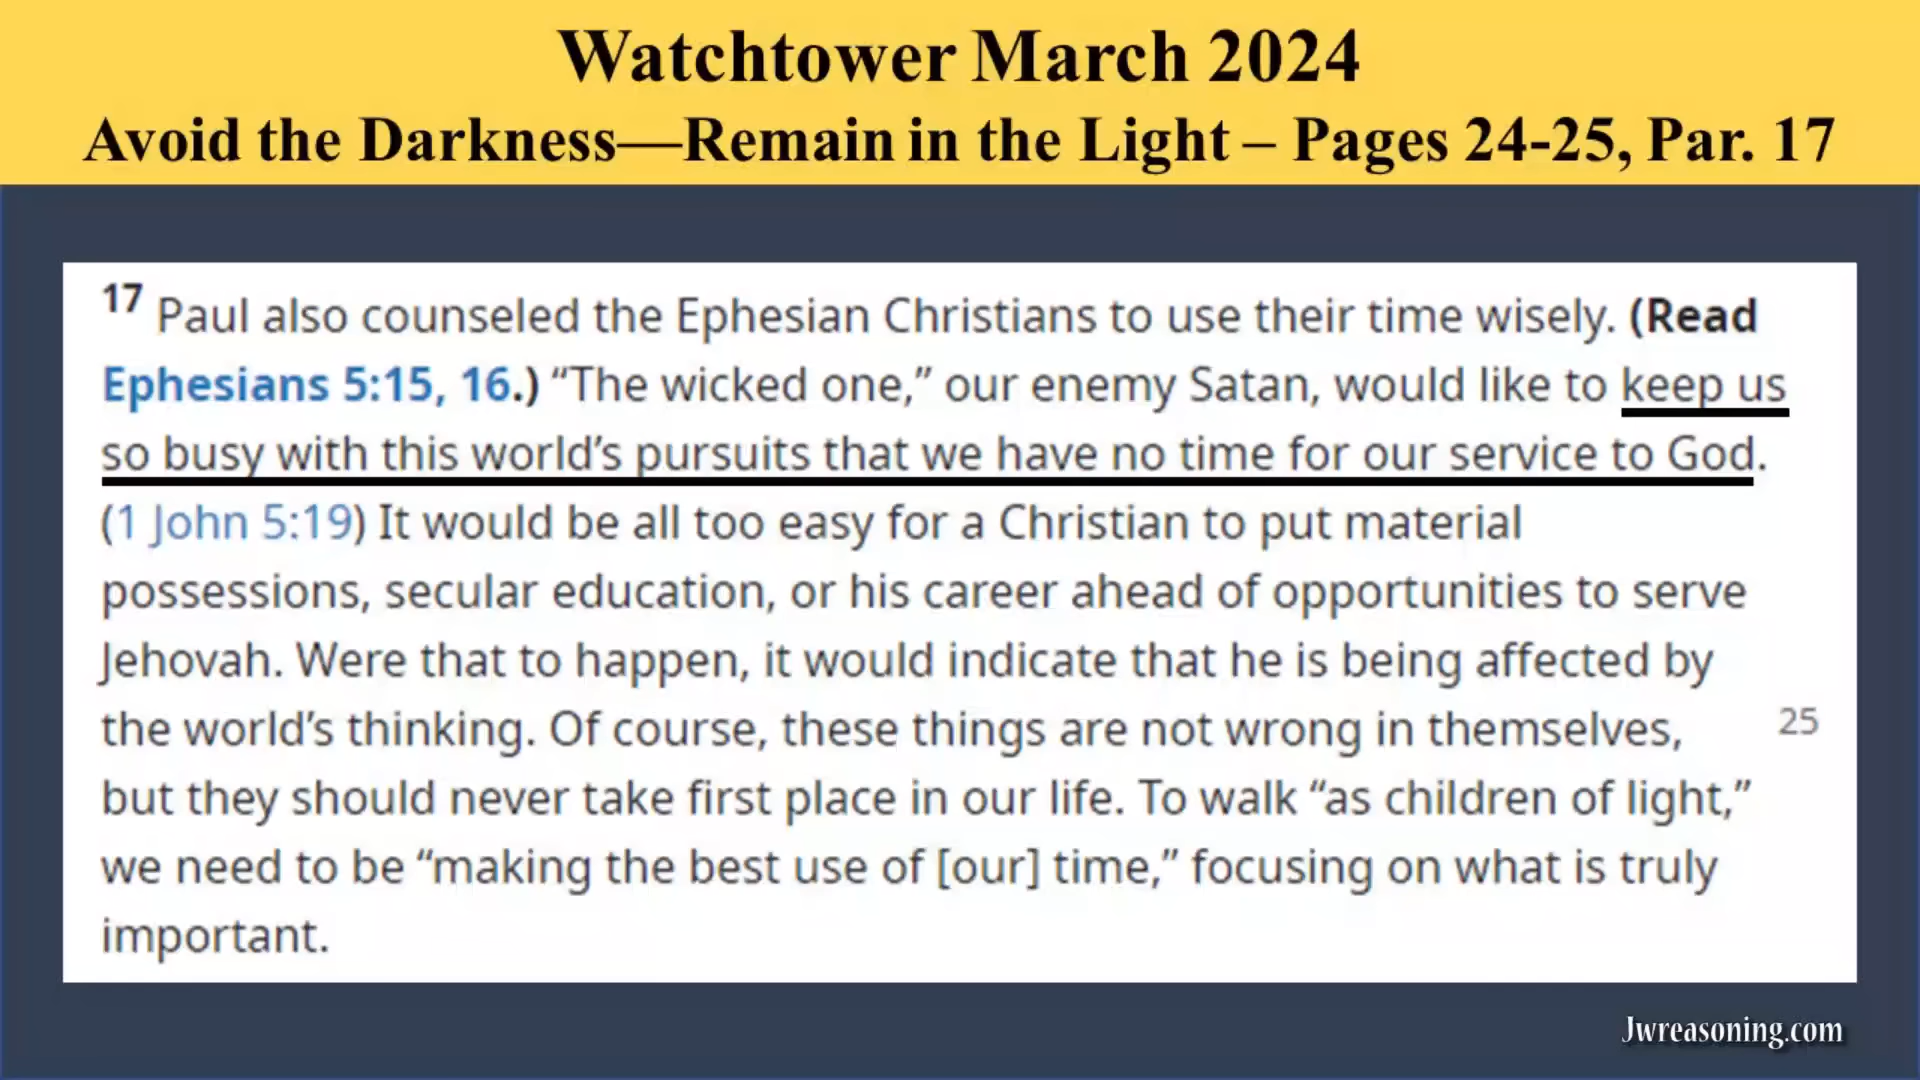 Watchtower March 2024
Avoid the Darkness—Remain in the Light – Pages 24-25, Par. 17
17 Paul also counseled the Ephesian Christians to use their time wisely. (Read
Ephesians 5:15, 16.) “The wicked one,” our enemy Satan, would like to keep us
so busy with this world’s pursuits that we have no time for our service to God.
(1 John 5:19) It would be all too easy for a Christian to put material
possessions, secular education, or his career ahead of opportunities to serve
Jehovah. Were that to happen, it would indicate that he is being affected by
the world’s thinking. Of course, these things are not wrong in themselves,
25
but they should never take first place in our life. To walk “as children of light,”
we need to be “making the best use of [our] time,” focusing on what is truly
important.
Jwreasoning.com